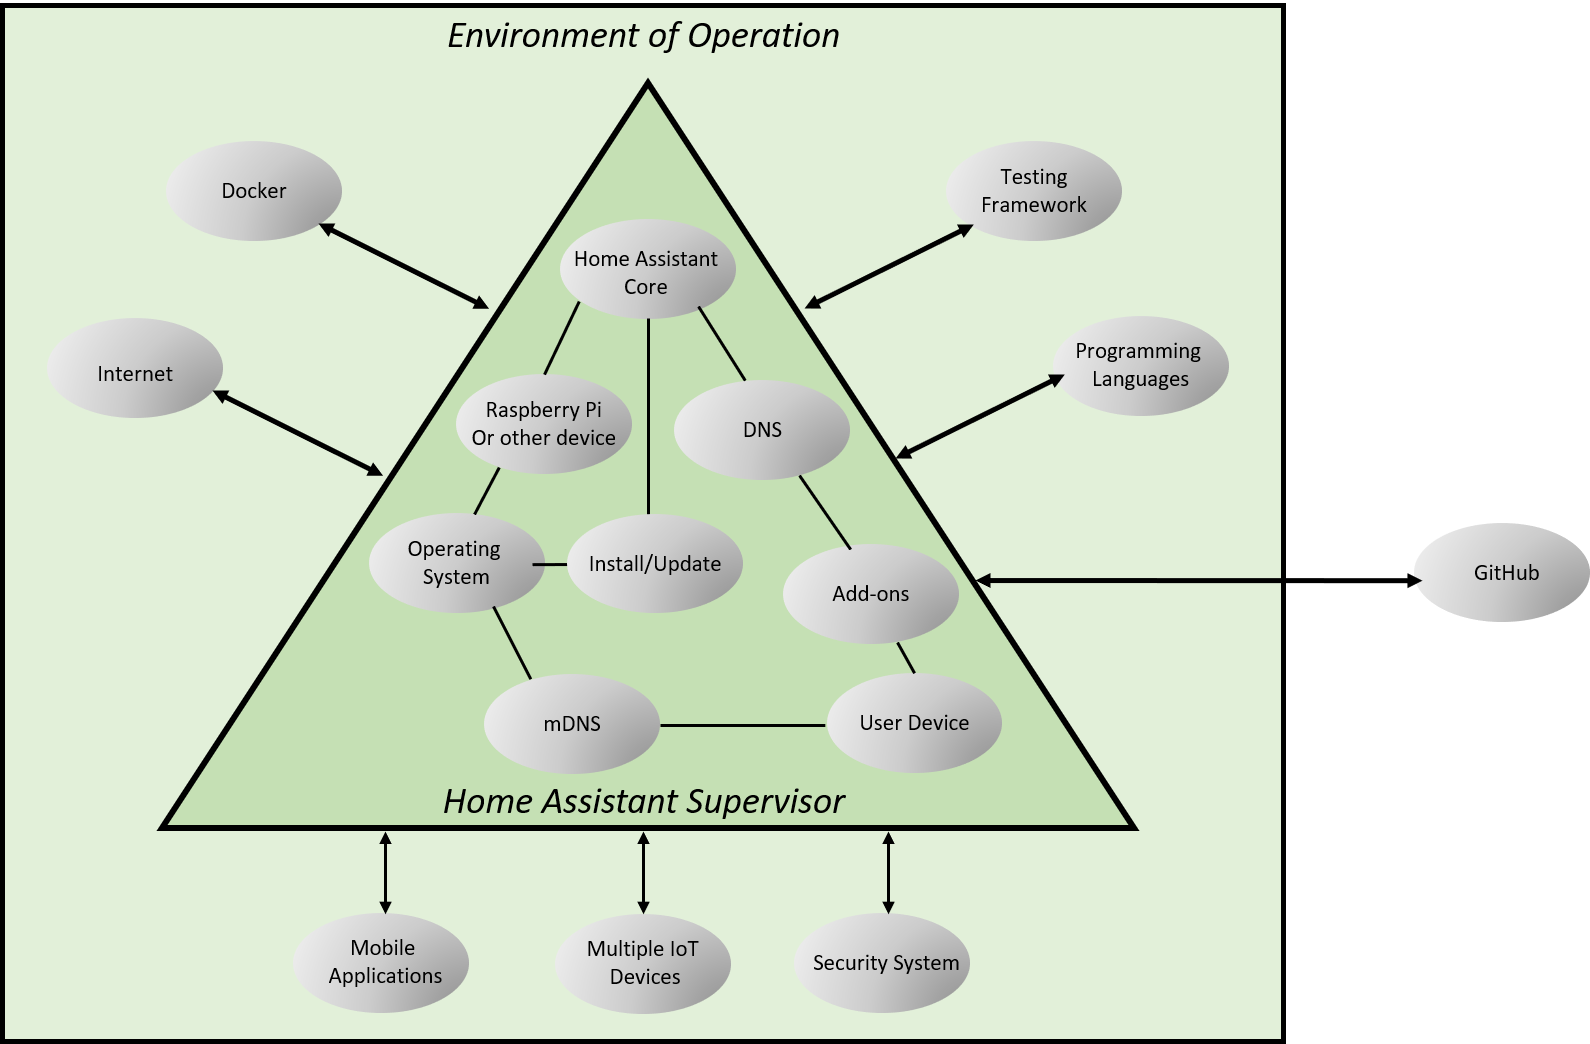 Environment of Operation
Docker
Testing
Framework
Home Assistant
Core
Internet
Programming
Languages
Raspberry Pi
Or other device
DNS
Operating
System
Install/Update
Add-ons
GitHub
mDNS
User Device
Home Assistant Supervisor
Mobile
Applications
Multiple IoT
Devices
Security System